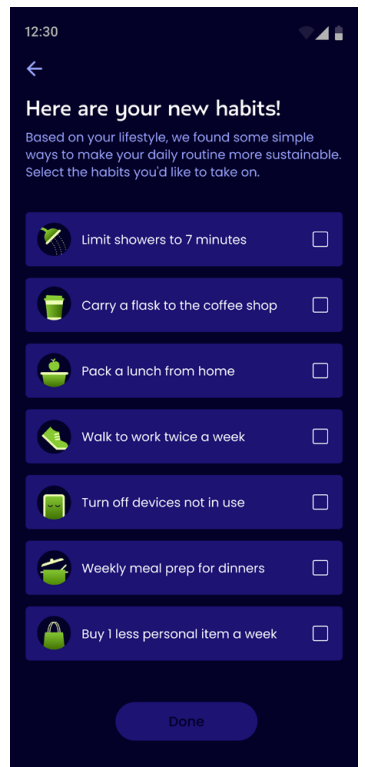 12:30
Here are your new habits!
Based on your lifestyle, we found some simple
ways to make your daily routine more sustainable.
Select the habits you'd like to take on.
Limit showers to 7 minutes
Carry a flask to the coffee shop
Pack a lunch from home
Walk to work twice a week
Turn off devices not in use
Weekly meal prep for dinners
Buy 1 less personal item a week
Done